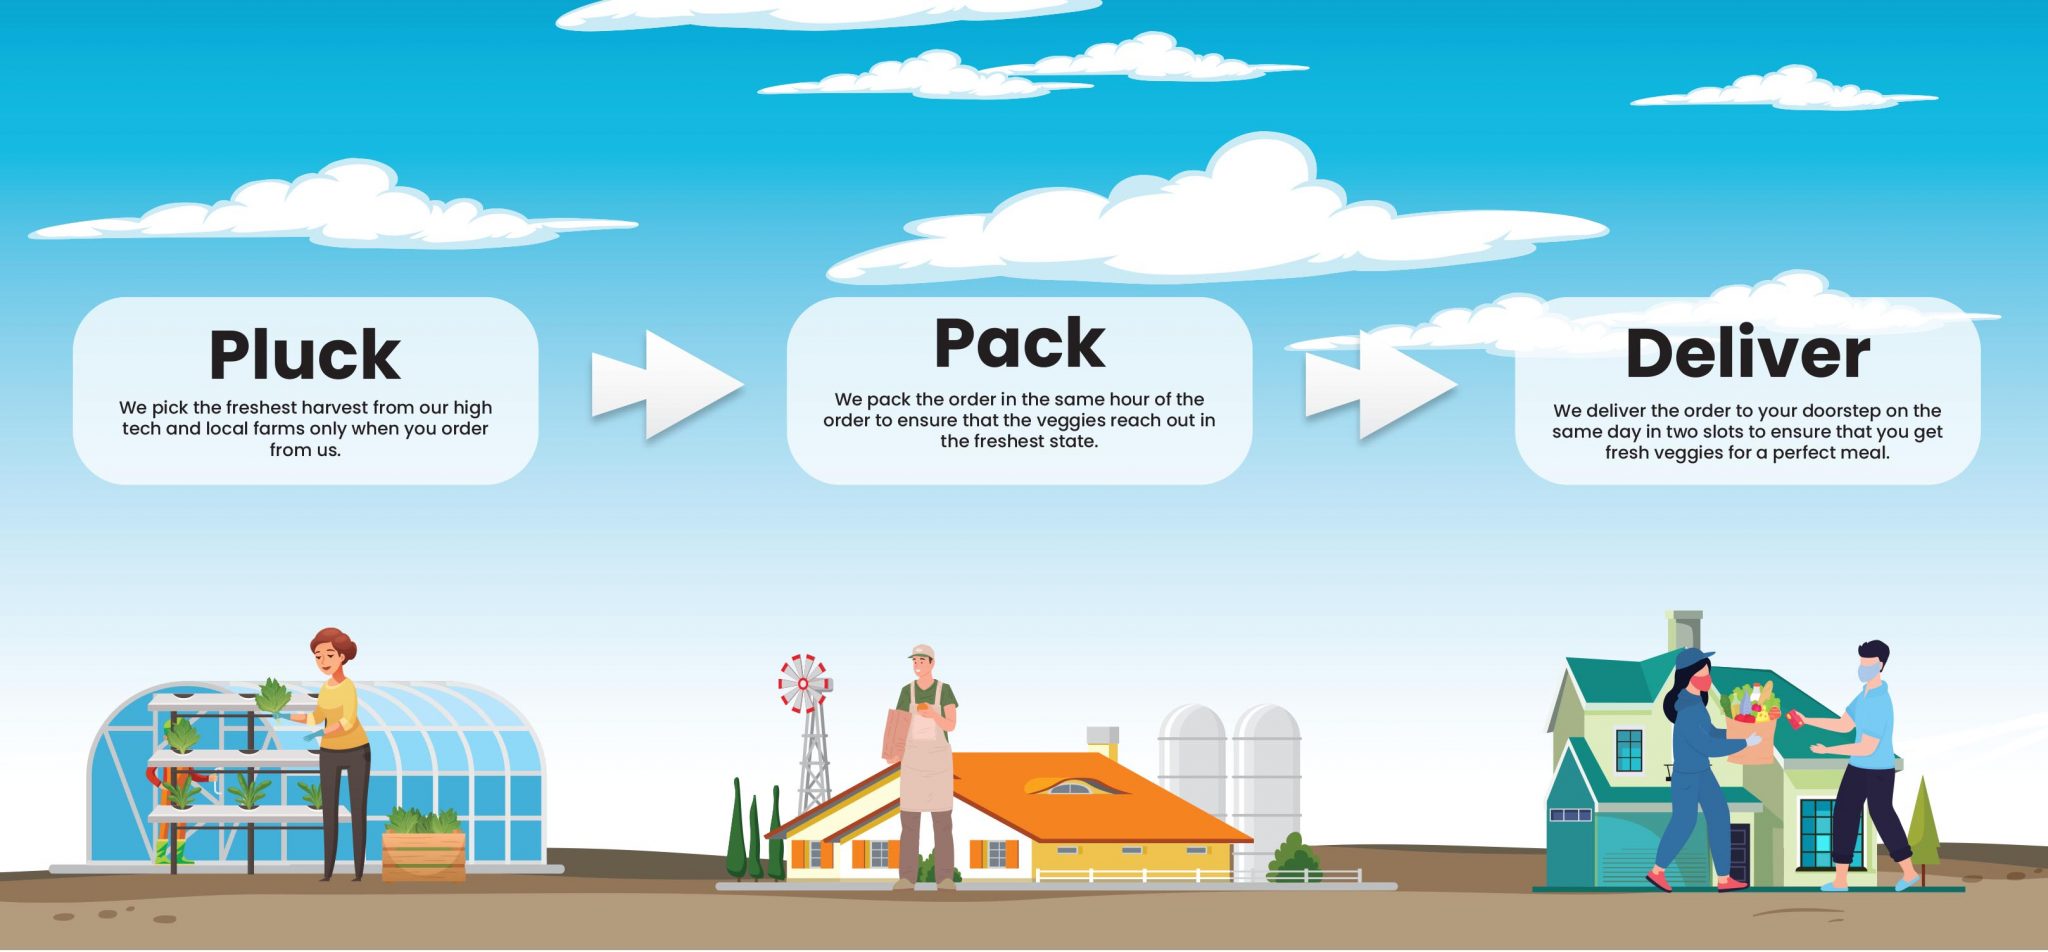 Pluck
We pick the freshest harvest from our high
tech and local farms only when you order
from us.
Pack
We pack the order in the same hour of the
order to ensure that the veggies reach out in
the freshest state.
Deliver
We deliver the order to your doorstep on the
same day in two slots to ensure that you get
fresh veggies for a perfect meal.